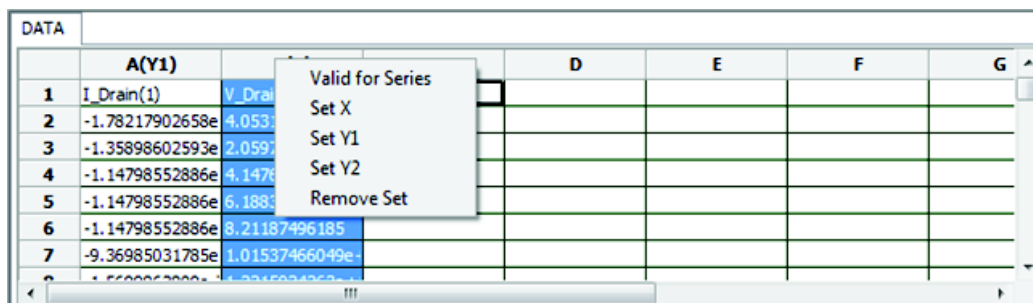 DATA
A(Y1) D E F G
Valid for Series
Set X
Set Y1
Set Y2
Remove Set
1 I_Drain(1) V_Drai
2 -1.78217902658e 4.0531
3 -1.35898602593e 2.0597
4 -1.14798552886e 4.1476
5 -1.14798552886e 6.1883
6 -1.14798552886e 8.21187496185
7 -9.36985031785e 1.01537466049e-